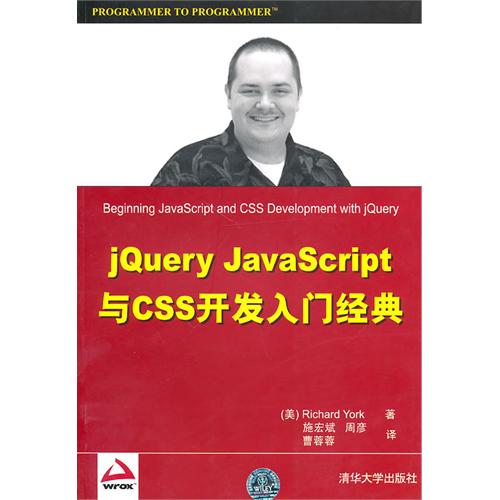 PROGRAMMER TO PROGRAMMER™
Beginning JavaScript and CSS Development with jQuery
jQuery JavaScript
与CSS开发入门经典
(美) Richard York 著
施宏斌 周彦
曹蓉蓉 译
wrox™
WILEY
清华大学出版社